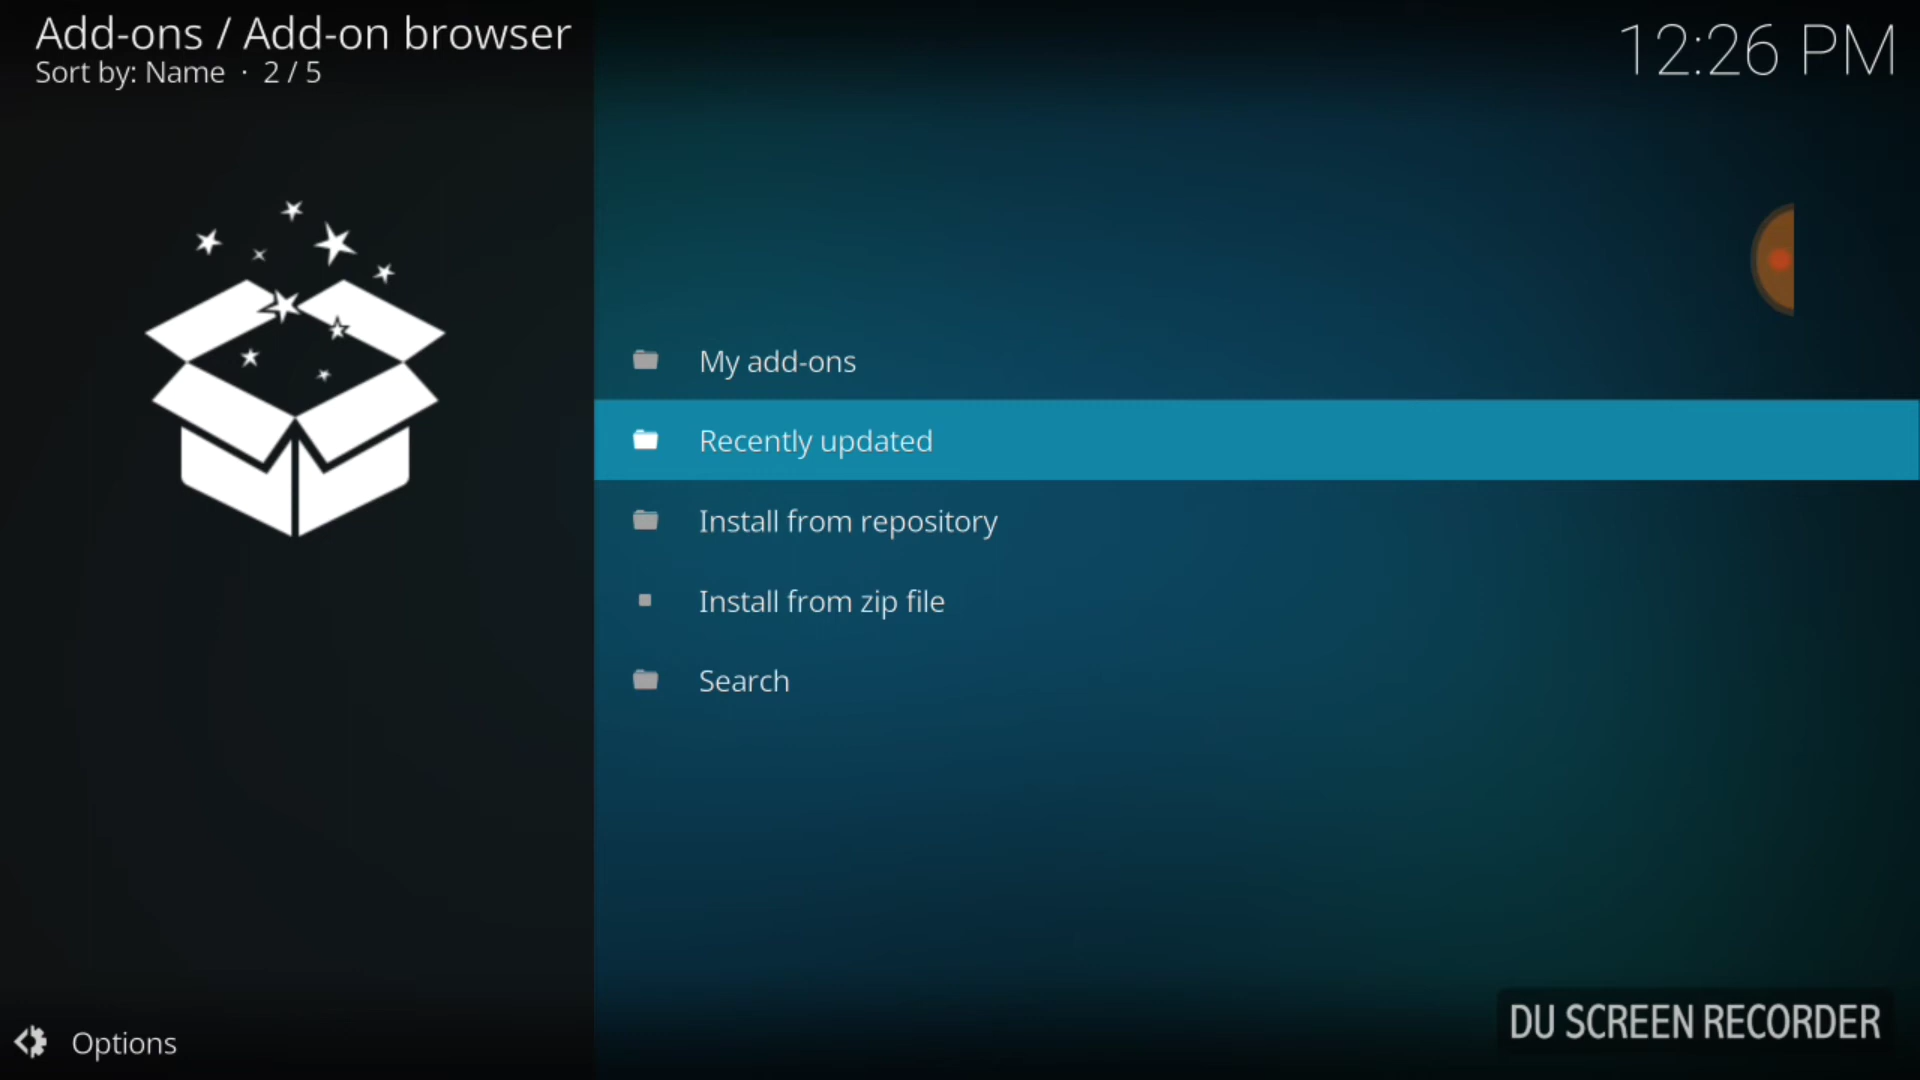 Add-ons / Add-on browser
Sort by: Name · 2 / 5
12:26 PM
My add-ons
Recently updated
Install from repository
Install from zip file
Search
Options
DU SCREEN RECORDER